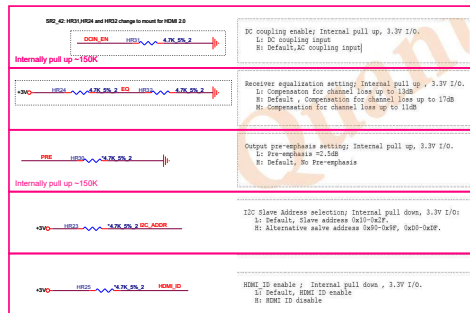 SR2_42: HR31,HR24 and HR32 change to mount for HDMI 2.0
DCIN_EN HR31 4.7K_5%_2
Internally pull up ~150K
DC coupling enable; Internal pull up, 3.3V I/O.
L: DC coupling input
H: Default,AC coupling input
+3VO HR24 4.7K_5%_2 EQ HR32 4.7K_5%_2
Receiver equalization setting; Internal pull up , 3.3V I/O.
L: Compensaton for channel loss up to 13dB
H: Default , Compensation for channel loss up to 17dB
M: Compensation for channel loss up to 11dB
PRE HR30 *4.7K_5%_2
Internally pull up ~150K
Output pre-emphasis setting; Internal pull up, 3.3V I/O.
L: Pre-emphasis =2.5dB
H: Default, No Pre-emphasis
+3VO HR23 *4.7K_5%_2 I2C_ADDR
I2C Slave Address selection; Internal pull down, 3.3V I/O:
L: Default, Slave address 0x10-0x2F.
H: Alternative salve address 0x90-0x9F, 0xD0-0xDF.
+3VO HR25 *4.7K_5%_2 HDMI_ID
HDMI_ID enable ; Internal pull down , 3.3V I/O.
L: Default, HDMI ID enable
H: HDMI ID disable
Quant